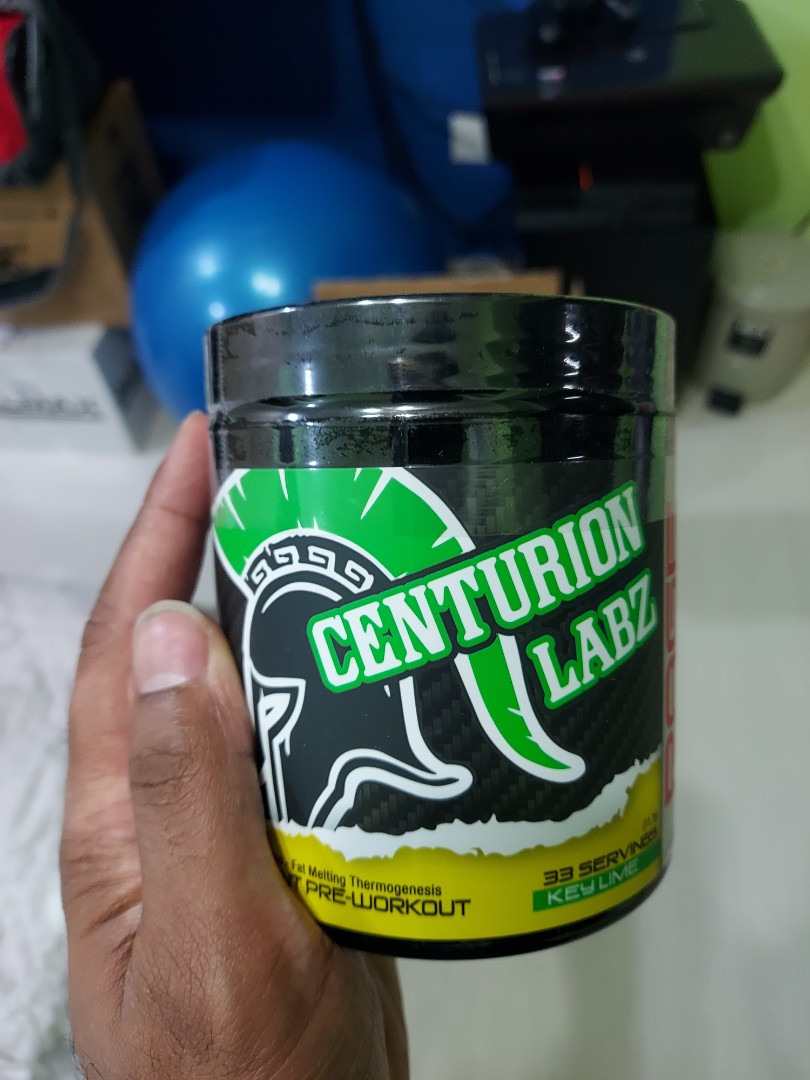 CENTURION
LABZ
Fat Melting Thermogenesis
PRE-WORKOUT
33 SERVINGS
KEY LIME